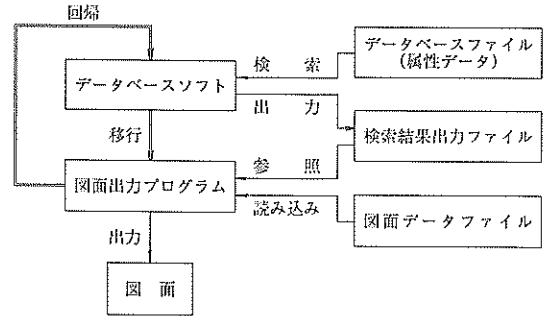 回帰
データベースファイル
(属性データ)
検索
データベースソフト
出力
移行
検索結果出力ファイル
参照
図面出力プログラム
読み込み
図面データファイル
出力
図面